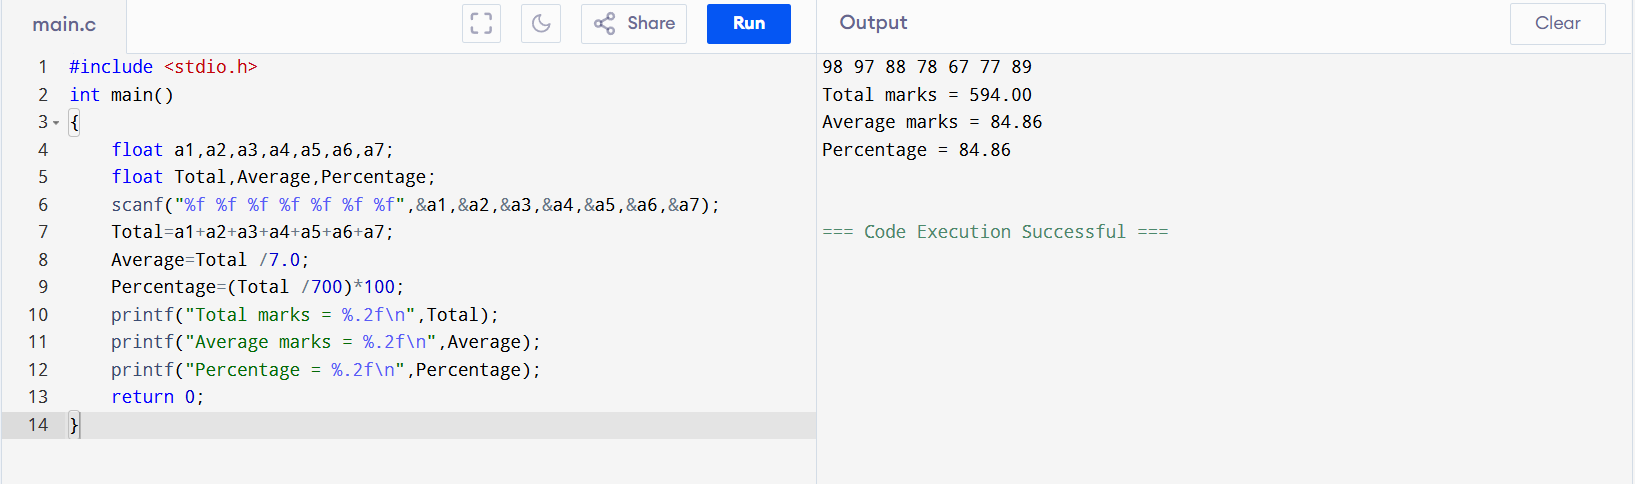 main.c
Share
Run
Output
Clear
1 #include <stdio.h>
2 int main()
3 {
4     float a1,a2,a3,a4,a5,a6,a7;
5     float Total,Average,Percentage;
6     scanf("%f %f %f %f %f %f %f",&a1,&a2,&a3,&a4,&a5,&a6,&a7);
7     Total=a1+a2+a3+a4+a5+a6+a7;
8     Average=Total /7.0;
9     Percentage=(Total /700)*100;
10     printf("Total marks = %.2f\n",Total);
11     printf("Average marks = %.2f\n",Average);
12     printf("Percentage = %.2f\n",Percentage);
13     return 0;
14 }
98 97 88 78 67 77 89
Total marks = 594.00
Average marks = 84.86
Percentage = 84.86
=== Code Execution Successful ===